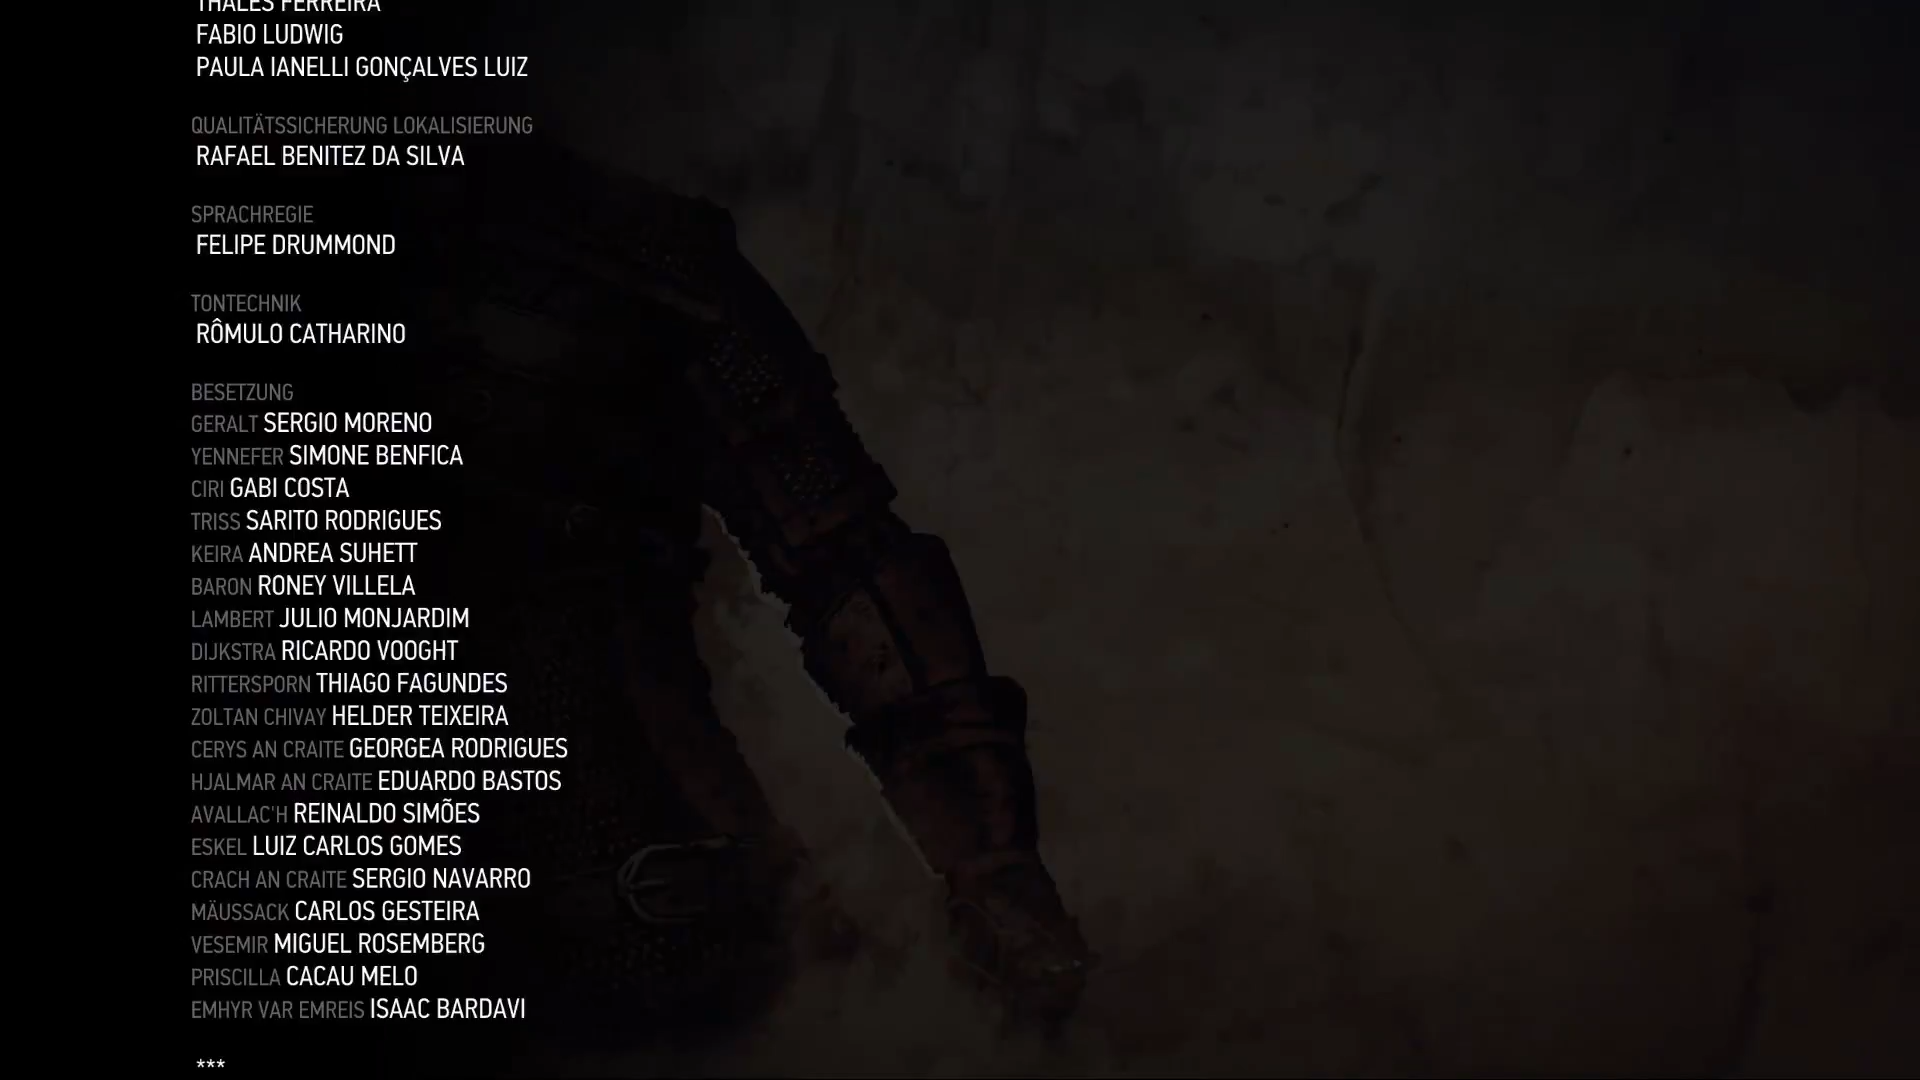 THALES FERREIRA
FABIO LUDWIG
PAULA IANELLI GONÇALVES LUIZ
QUALITÄTSSICHERUNG LOKALISIERUNG
RAFAEL BENITEZ DA SILVA
SPRACHREGIE
FELIPE DRUMMOND
TONTECHNIK
RÔMULO CATHARINO
BESETZUNG
GERALT SERGIO MORENO
YENNEFER SIMONE BENFICA
CIRI GABI COSTA
TRISS SARITO RODRIGUES
KEIRA ANDREA SUHETT
BARON RONEY VILLELA
LAMBERT JULIO MONJARDIM
DIJKSTRA RICARDO VOOGHT
RITTERSPORN THIAGO FAGUNDES
ZOLTAN CHIVAY HELDER TEIXEIRA
CERYS AN CRAITE GEORGEA RODRIGUES
HJALMAR AN CRAITE EDUARDO BASTOS
AVALLAC'H REINALDO SIMÕES
ESKEL LUIZ CARLOS GOMES
CRACH AN CRAITE SERGIO NAVARRO
MÄUSSACK CARLOS GESTEIRA
VESEMIR MIGUEL ROSEMBERG
PRISCILLA CACAU MELO
EMHYR VAR EMREIS ISAAC BARDAVI
***